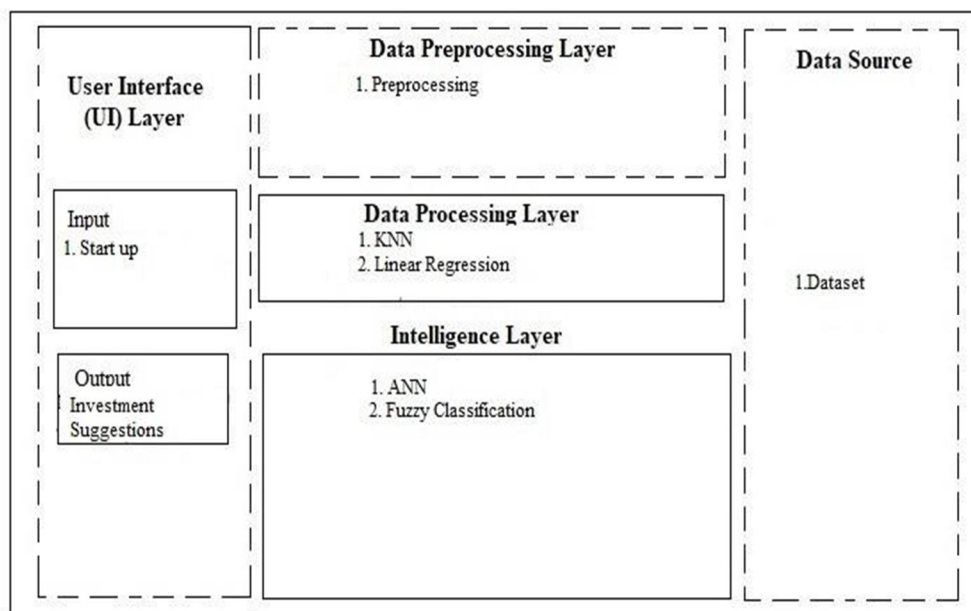 User Interface
(UI) Layer
Input
1. Start up
Output
Investment
Suggestions
Data Preprocessing Layer
1. Preprocessing
Data Processing Layer
1. KNN
2. Linear Regression
Intelligence Layer
1. ANN
2. Fuzzy Classification
Data Source
1.Dataset